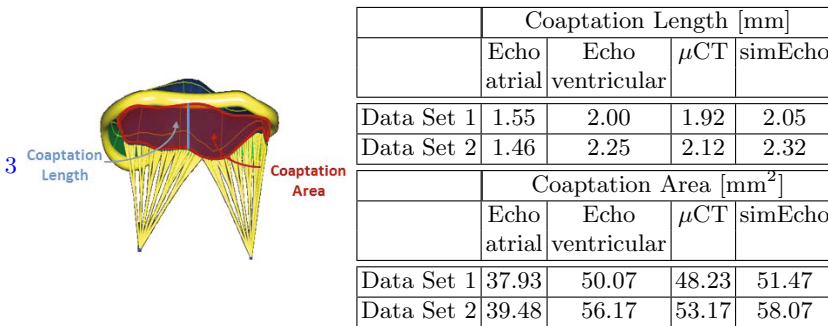 3
Coaptation
Length
Coaptation
Area
Coaptation Length [mm]
Echo Echo μCT simEcho
atrial ventricular
Data Set 1 1.55 2.00 1.92 2.05
Data Set 2 1.46 2.25 2.12 2.32
Coaptation Area [mm²]
Echo Echo μCT simEcho
atrial ventricular
Data Set 1 37.93 50.07 48.23 51.47
Data Set 2 39.48 56.17 53.17 58.07